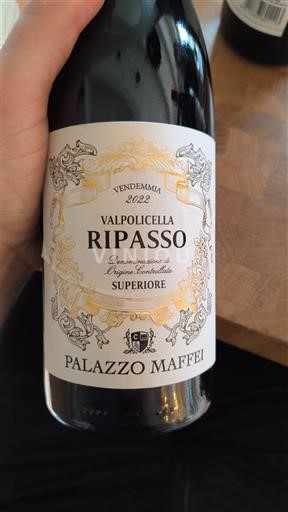 VENDEMMIA
2022
VALPOLICELLA
RIPASSO
Denominazione di
Origine Controllata
SUPERIORE
PALAZZO MAFFEI